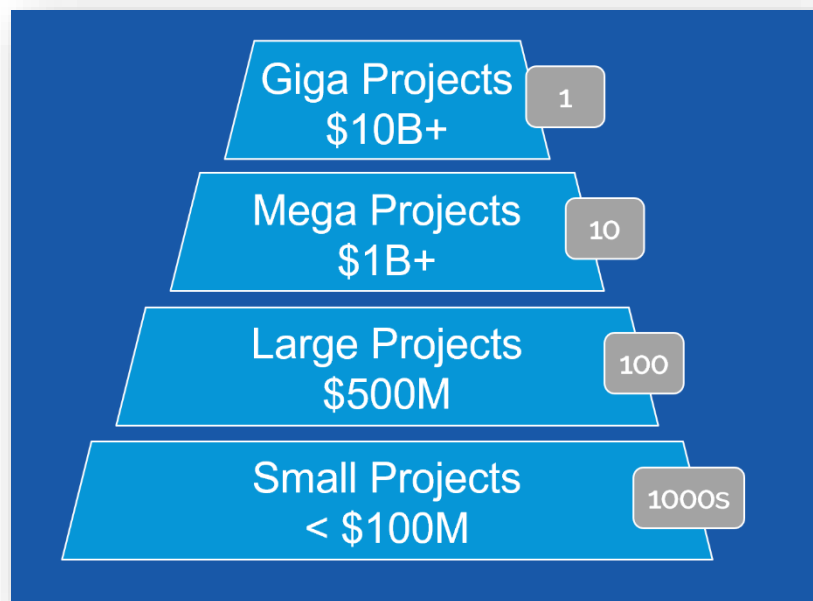 Giga Projects
$10B+
1
Mega Projects
$1B+
10
Large Projects
$500M
100
Small Projects
< $100M
1000s